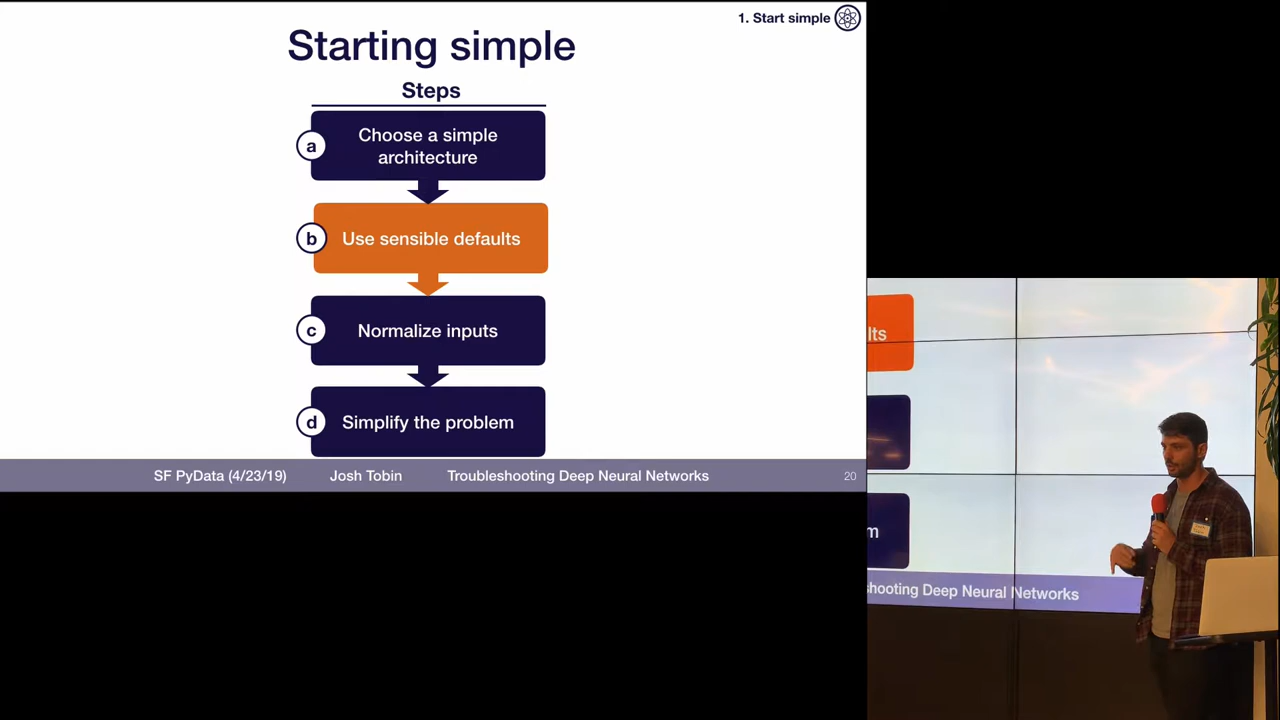 1. Start simple
Starting simple
Steps
a
Choose a simple
architecture
b
Use sensible defaults
c
Normalize inputs
d
Simplify the problem
SF PyData (4/23/19)
Josh Tobin
Troubleshooting Deep Neural Networks
20
lts
m
shooting Deep Neural Networks